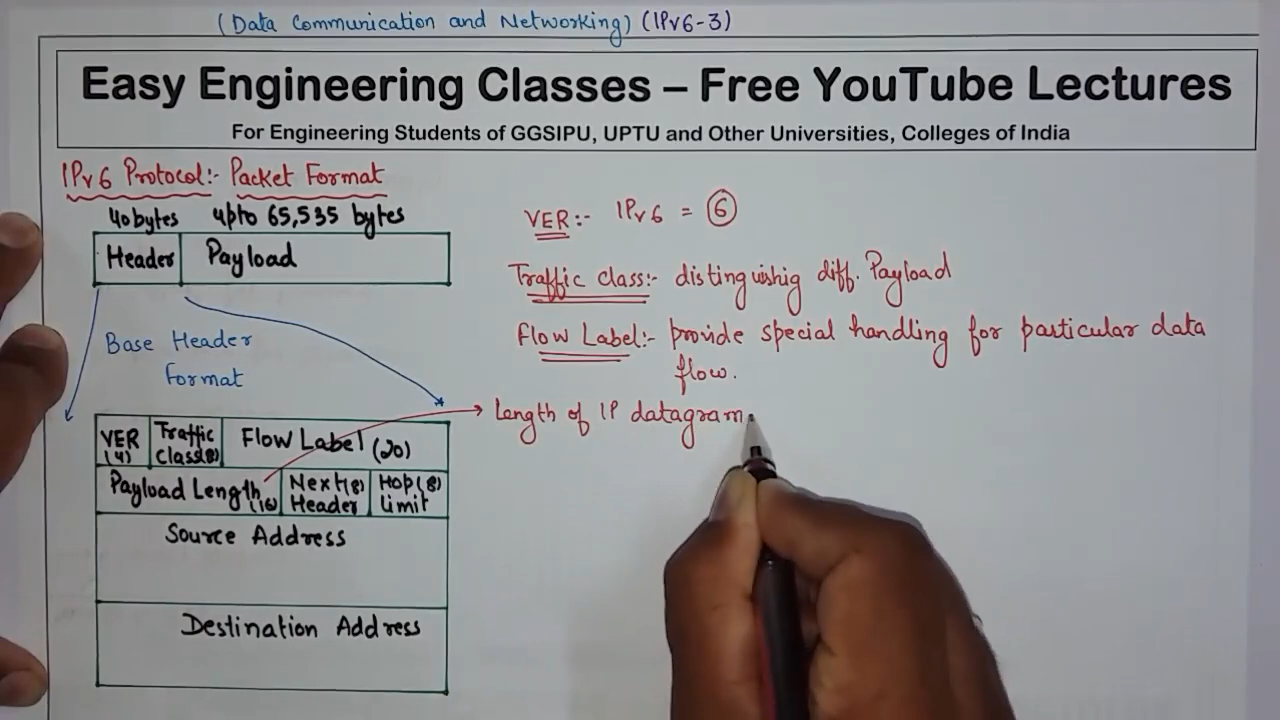 (Data Communication and Networking) (IPv6-3)
Easy Engineering Classes – Free YouTube Lectures
For Engineering Students of GGSIPU, UPTU and Other Universities, Colleges of India
IPv6 Protocol:- Packet Format
40bytes upto 65,535 bytes
Header Payload
Base Header
Format
VER (4) Traffic Class(8) Flow Label (20)
Payload Length (16) Next(8) Header Hop(8) Limit
Source Address
Destination Address
VER:- IPv6 = 6
Traffic Class:- distinguishig diff. Payload
Flow Label:- provide special handling for particular data
flow.
Length of IP datagram